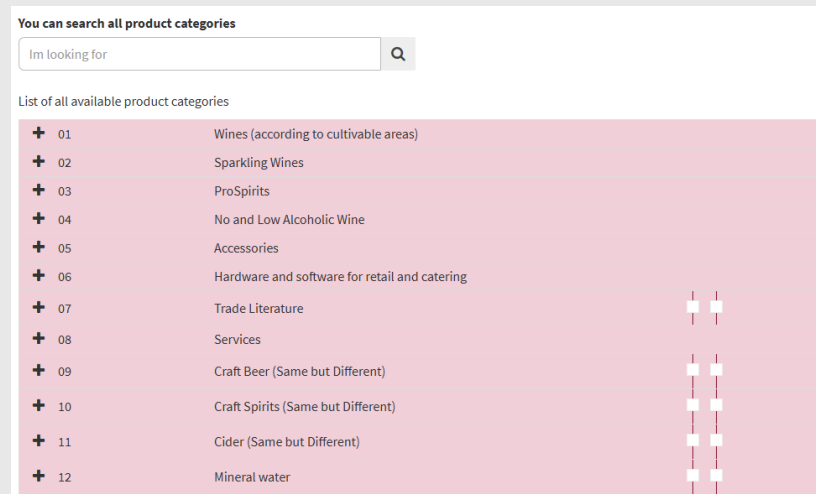 You can search all product categories
Im looking for
List of all available product categories
01 Wines (according to cultivable areas)
02 Sparkling Wines
03 ProSpirits
04 No and Low Alcoholic Wine
05 Accessories
06 Hardware and software for retail and catering
07 Trade Literature
08 Services
09 Craft Beer (Same but Different)
10 Craft Spirits (Same but Different)
11 Cider (Same but Different)
12 Mineral water